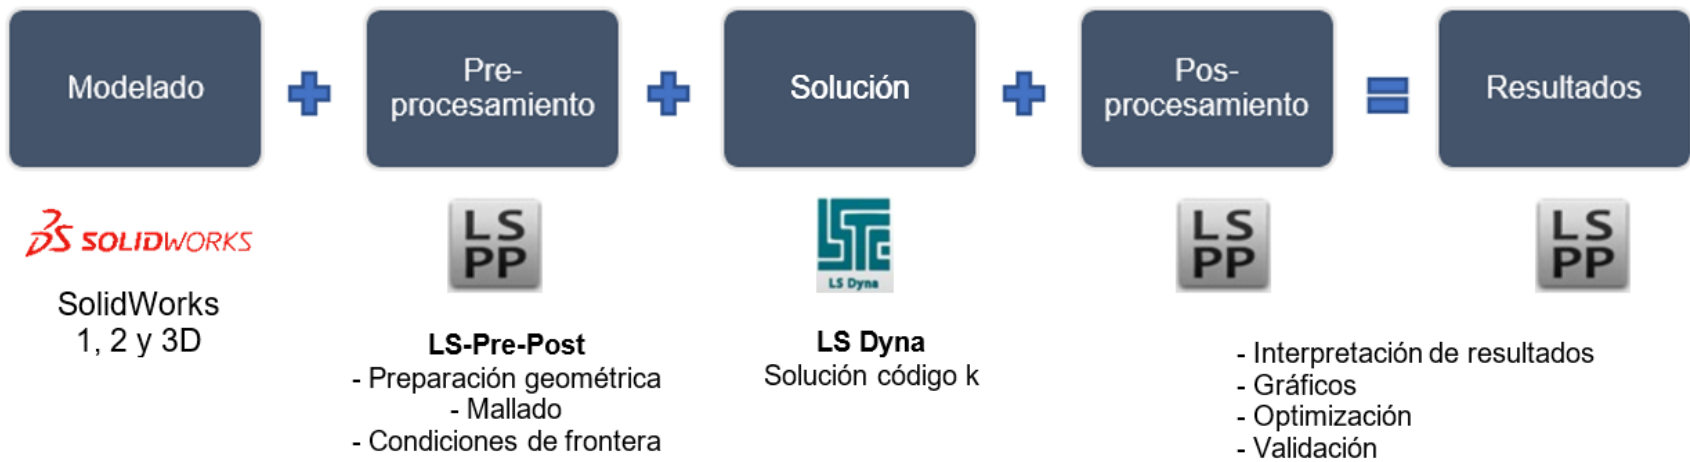 Modelado
Pre-
procesamiento
Solución
Pos-
procesamiento
Resultados
DS SOLIDWORKS
SolidWorks
1, 2 y 3D
LS
PP
LS-Pre-Post
- Preparación geométrica
- Mallado
- Condiciones de frontera
LSTC
LS Dyna
LS Dyna
Solución código k
LS
PP
LS
PP
- Interpretación de resultados
- Gráficos
- Optimización
- Validación